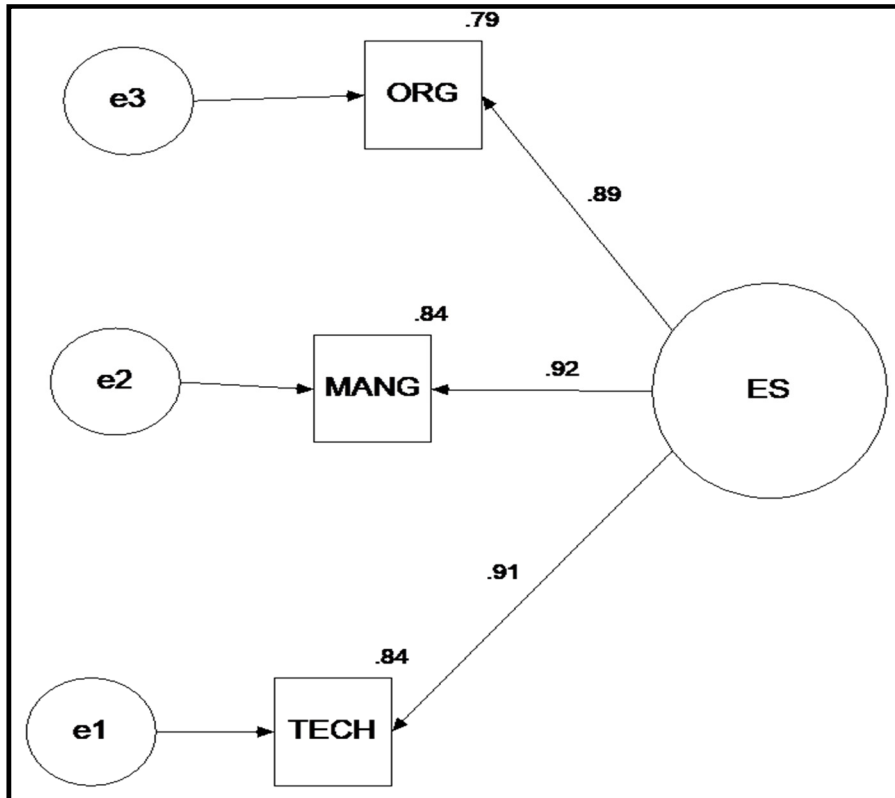 .79
e3
ORG
.89
.84
e2
MANG
.92
ES
.91
.84
e1
TECH